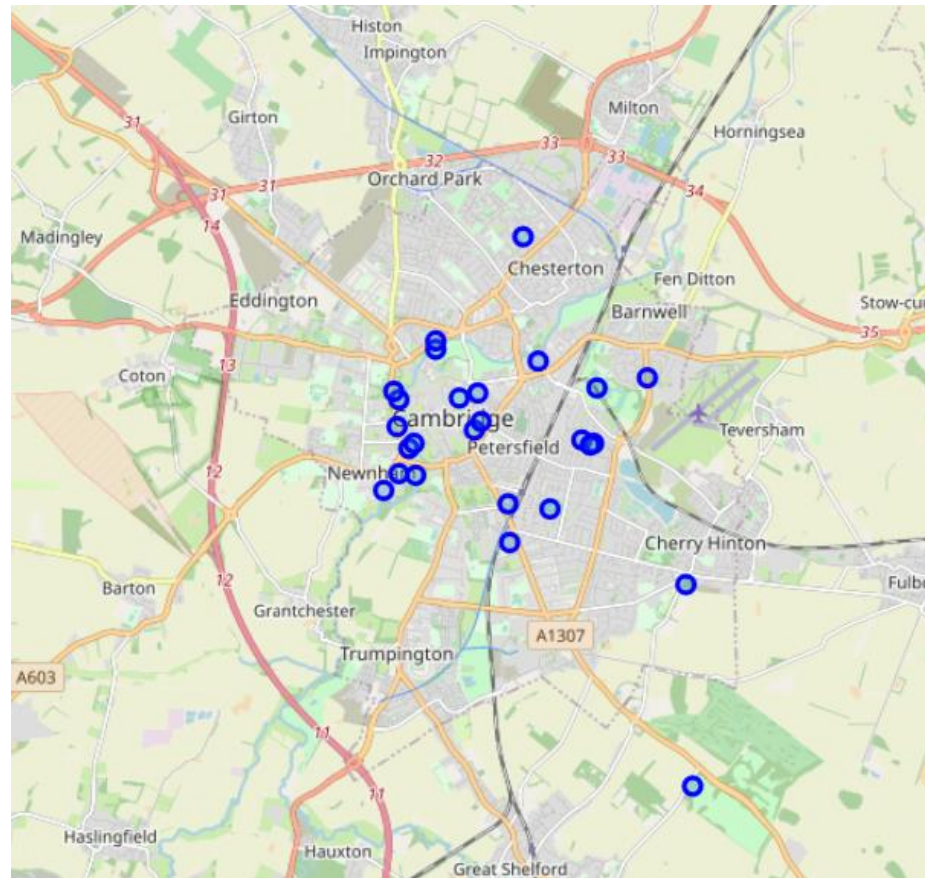 Histon
Impington
31
Girton
Milton
Horningsea
33
32
33
31
31
Orchard Park
34
14
Madingley
Chesterton
Fen Ditton
Eddington
Barnwell
Stow-cu
35
13
Coton
Cambridge
Teversham
Petersfield
Newnham
12
Cherry Hinton
12
Barton
Fulbo
Grantchester
A1307
Trumpington
A603
11
11
Haslingfield
Hauxton
Great Shelford